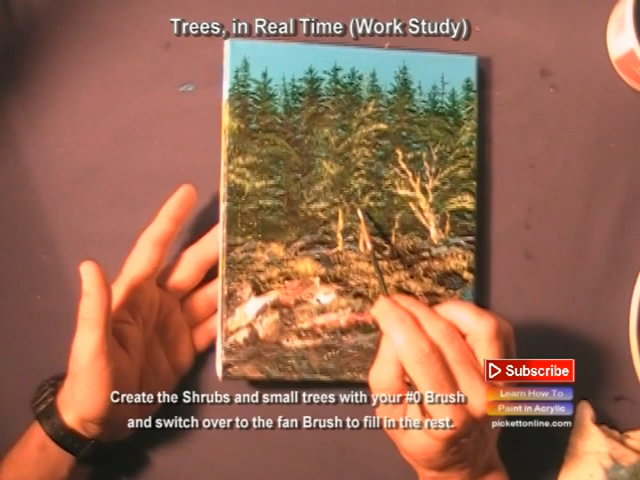 Trees, in Real Time (Work Study)
Subscribe
Create the Shrubs and small trees with your #0 Brush
and switch over to the fan Brush to fill in the rest.
Learn How To
Paint in Acrylic
pickettonline.com